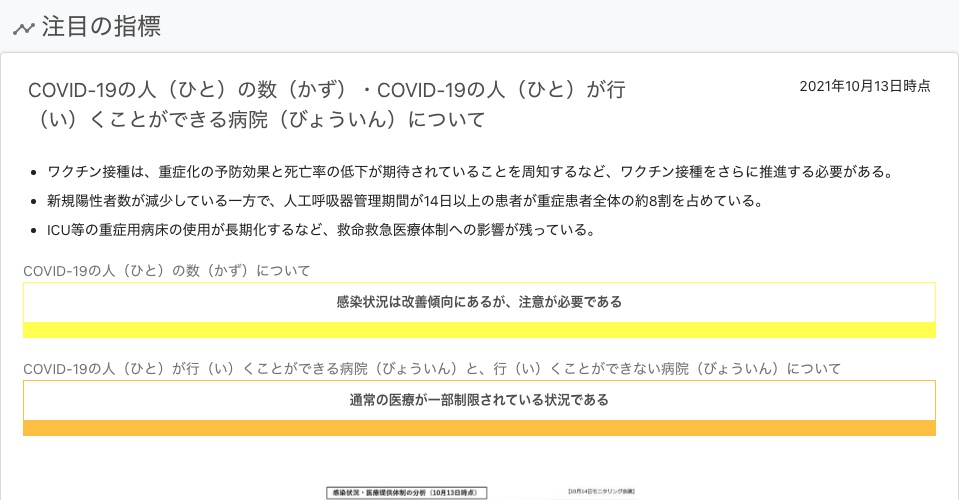 注目の指標
COVID-19の人（ひと）の数（かず）・COVID-19の人（ひと）が行
（い）くことができる病院（びょういん）について
2021年10月13日時点
ワクチン接種は、重症化の予防効果と死亡率の低下が期待されていることを周知するなど、ワクチン接種をさらに推進する必要がある。
新規陽性者数が減少している一方で、人工呼吸器管理期間が14日以上の患者が重症患者全体の約8割を占めている。
ICU等の重症用病床の使用が長期化するなど、救命救急医療体制への影響が残っている。
COVID-19の人（ひと）の数（かず）について
感染状況は改善傾向にあるが、注意が必要である
COVID-19の人（ひと）が行（い）くことができる病院（びょういん）と、行（い）くことができない病院（びょういん）について
通常の医療が一部制限されている状況である
感染状況・医療提供体制の分析（10月13日時点）
【10月14日モニタリング会議】